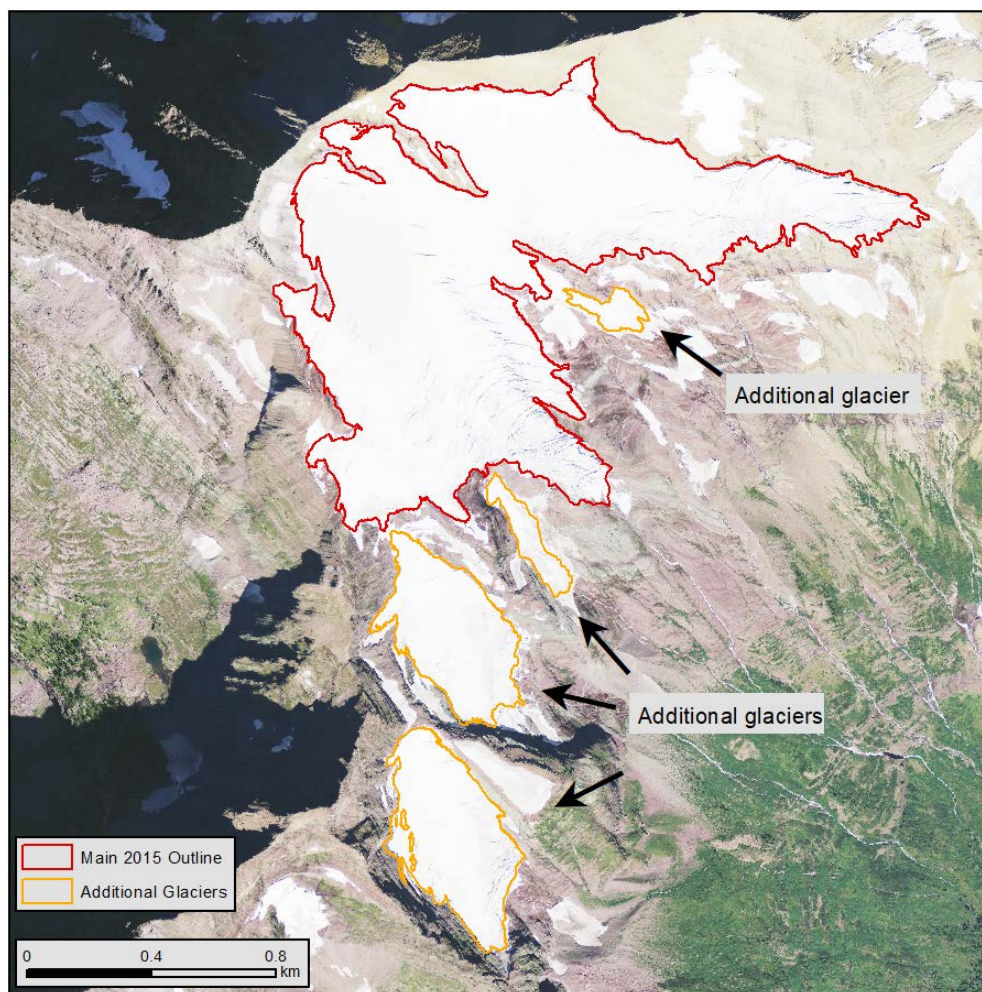 Additional glacier
Additional glaciers
Main 2015 Outline
Additional Glaciers
0 0.4 0.8
km